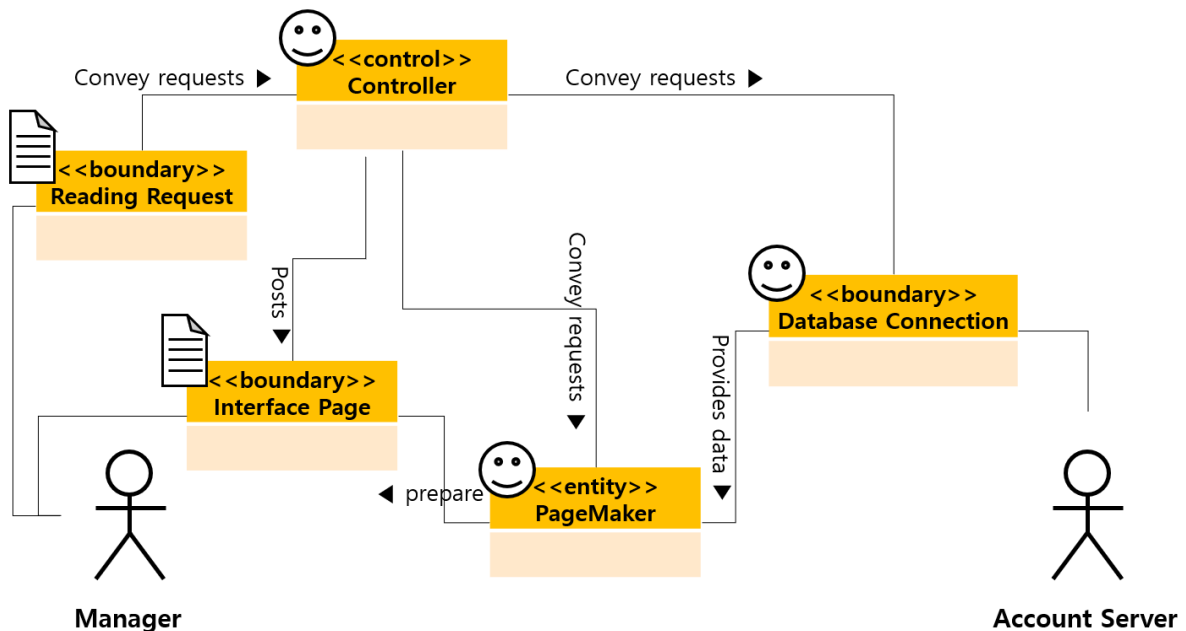 <<control>>
Controller
Convey requests
Convey requests
<<boundary>>
Reading Request
Convey requests
Posts
<<boundary>>
Database Connection
Provides data
<<boundary>>
Interface Page
prepare
<<entity>>
PageMaker
Manager
Account Server